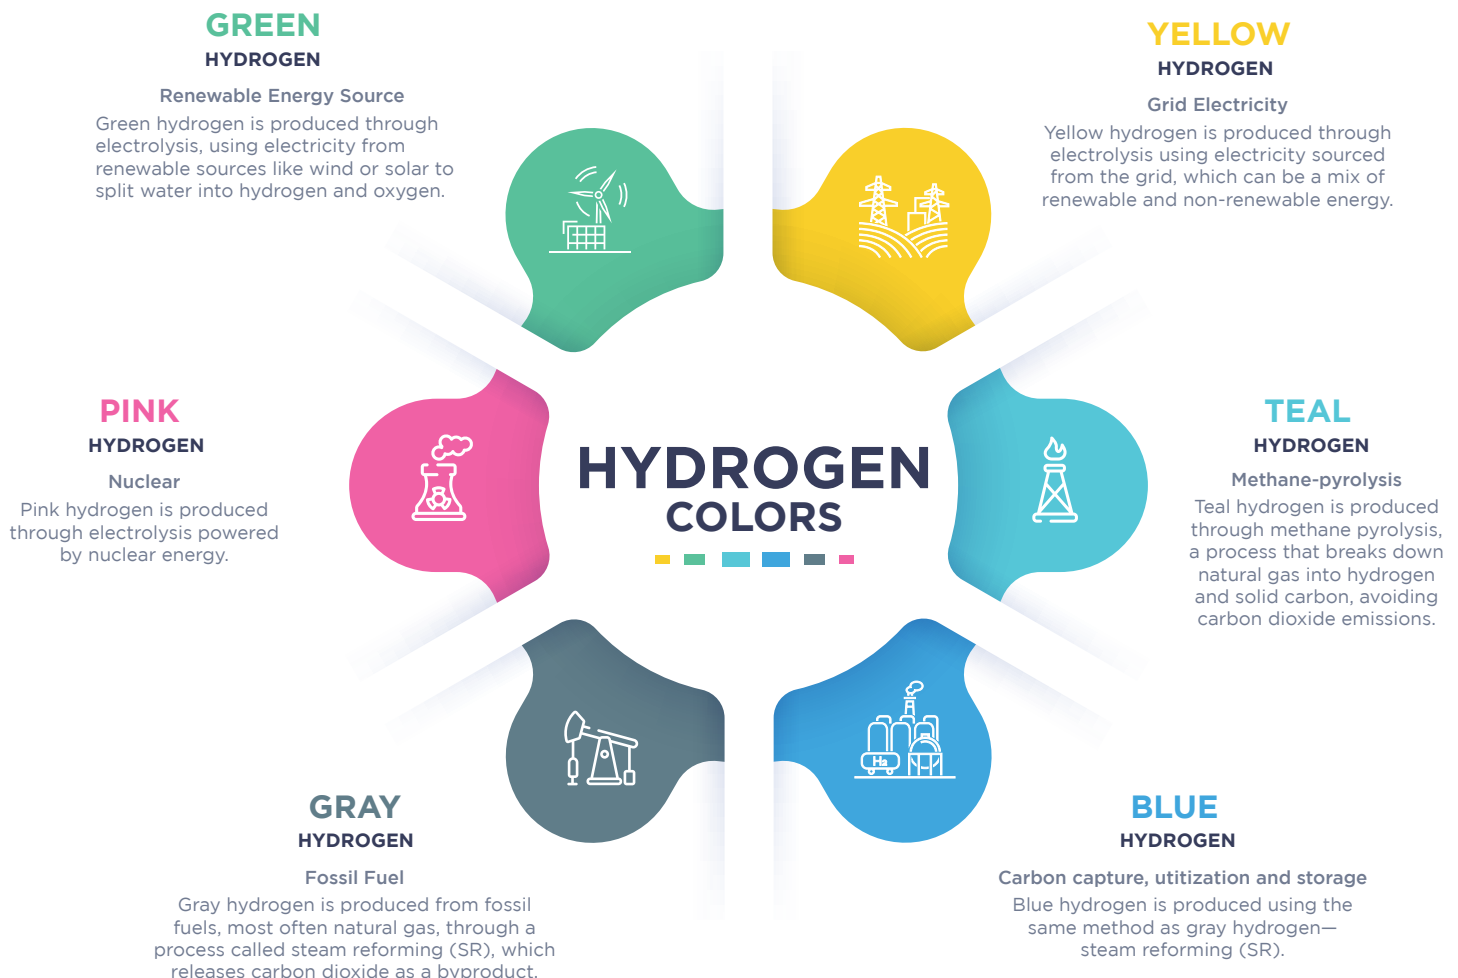 GREEN
HYDROGEN
Renewable Energy Source
Green hydrogen is produced through
electrolysis, using electricity from
renewable sources like wind or solar to
split water into hydrogen and oxygen.
YELLOW
HYDROGEN
Grid Electricity
Yellow hydrogen is produced through
electrolysis using electricity sourced
from the grid, which can be a mix of
renewable and non-renewable energy.
PINK
HYDROGEN
Nuclear
Pink hydrogen is produced
through electrolysis powered
by nuclear energy.
HYDROGEN
COLORS
TEAL
HYDROGEN
Methane-pyrolysis
Teal hydrogen is produced
through methane pyrolysis,
a process that breaks down
natural gas into hydrogen
and solid carbon, avoiding
carbon dioxide emissions.
GRAY
HYDROGEN
Fossil Fuel
Gray hydrogen is produced from fossil
fuels, most often natural gas, through a
process called steam reforming (SR), which
releases carbon dioxide as a byproduct.
H2
BLUE
HYDROGEN
Carbon capture, utitization and storage
Blue hydrogen is produced using the
same method as gray hydrogen—
steam reforming (SR).